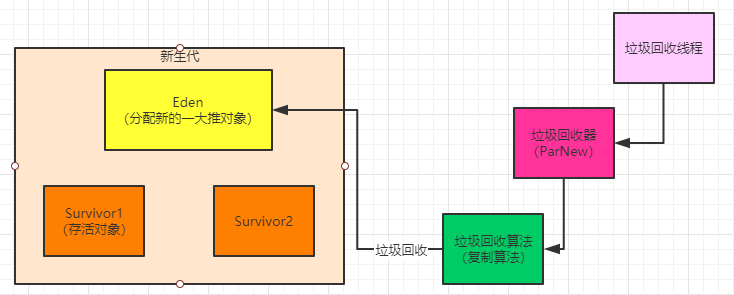 新生代
Eden
（分配新的一大推对象）
Survivor1
（存活对象）
Survivor2
垃圾回收
垃圾回收算法
（复制算法）
垃圾回收器
（ParNew）
垃圾回收线程